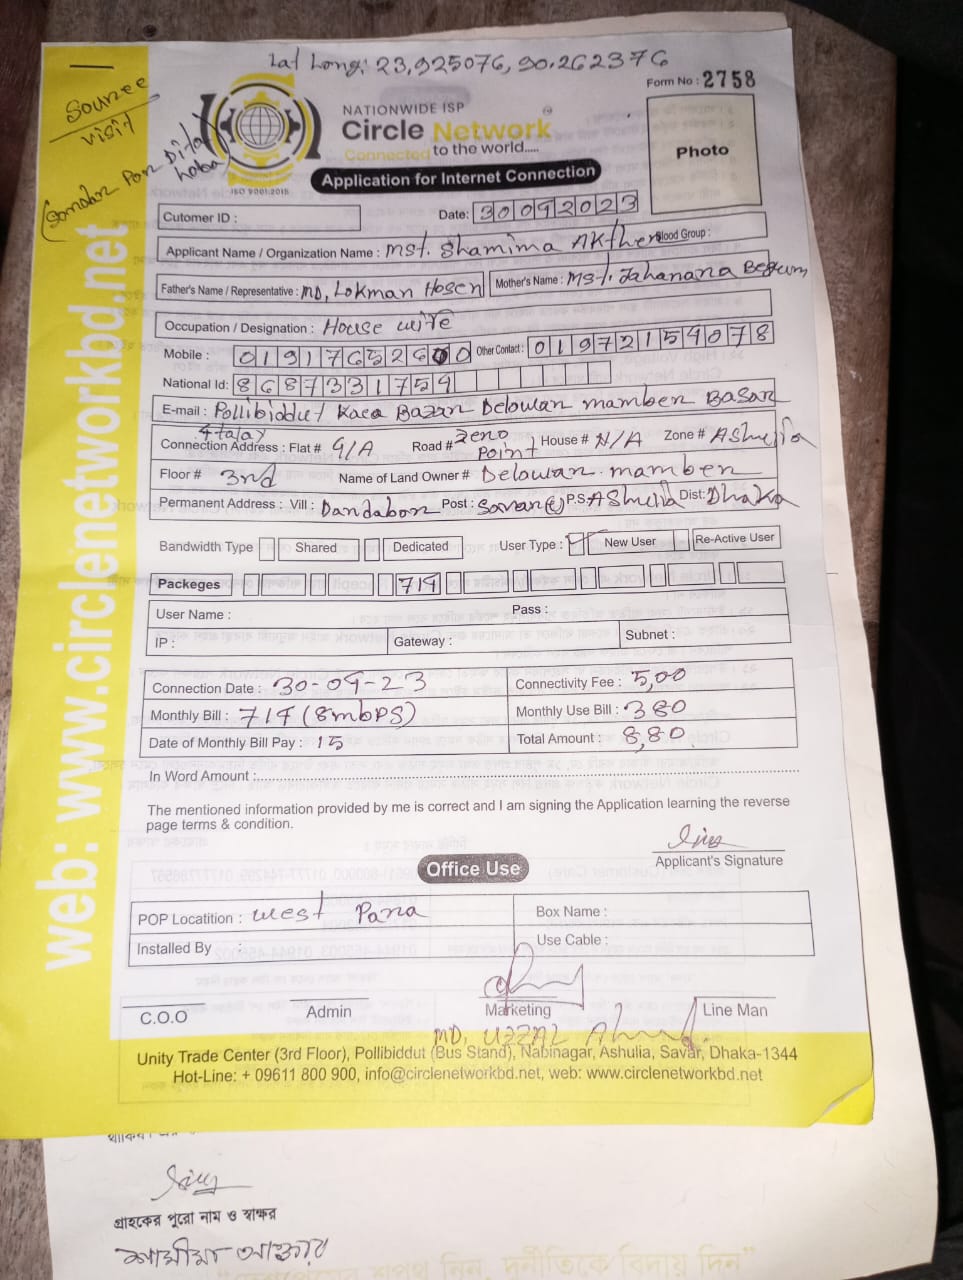 Lat Long: 23,925076, 90.262376
Form No : 2758
Source
visit
NATIONWIDE ISP
Circle Network
Connected to the world.....
ISO 9001:2015
Photo
Application for Internet Connection
Cutomer ID :
Date: 30092023
Applicant Name / Organization Name : Mst. Shamima AKther Blood Group :
Father's Name / Representative : MD, Lokman Hosen Mother's Name : Mst. Jahanara Begum
Occupation / Designation : House wife
Mobile : 0191765260 Other Contact : 01972154078
National Id: 8687331754
E-mail : Pollibiddut / Kaca Bazar Delowar mamber Basar
4 talay
Connection Address : Flat # G/A Road # Zero Point House # N/A Zone # AShulia
Floor # 3rd Name of Land Owner # Delowar mamber
Permanent Address : Vill : Dandabor Post : Savar P.S. AShulia Dist: Dhaka
Bandwidth Type Shared Dedicated User Type : New User Re-Active User
Packeges 719
User Name : Pass :
IP : Gateway : Subnet :
Connection Date : 30-09-23 Connectivity Fee : 5,00
Monthly Bill : 719 (8mbPS) Monthly Use Bill : 380
Date of Monthly Bill Pay : 15 Total Amount : 8,80
In Word Amount :
The mentioned information provided by me is correct and I am signing the Application learning the reverse
page terms & condition.
Applicant's Signature
Office Use
POP Locatition : west Para Box Name :
Installed By : Use Cable :
C.O.O Admin Marketing Line Man
MD, UZZAL Ahmed.
Unity Trade Center (3rd Floor), Pollibiddut (Bus Stand), Nabinagar, Ashulia, Savar, Dhaka-1344
Hot-Line: + 09611 800 900, info@circlenetworkbd.net, web: www.circlenetworkbd.net
web: www.circlenetworkbd.net
গ্রাহকের পুরো নাম ও স্বাক্ষর
শামীমা আক্তার